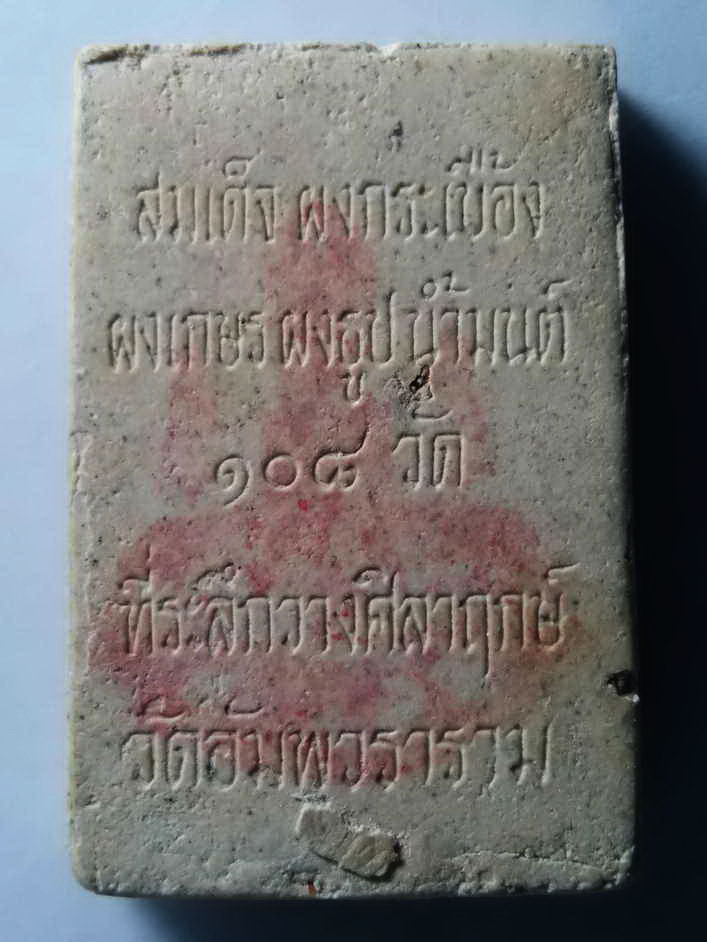 สมเด็จ ผงกระเบื้อง
ผงเกษร ผงธูป น้ำมนต์
๑๐๘ วัด
ที่ระลึกวางศิลาฤกษ์
วัดอัมพวราราม